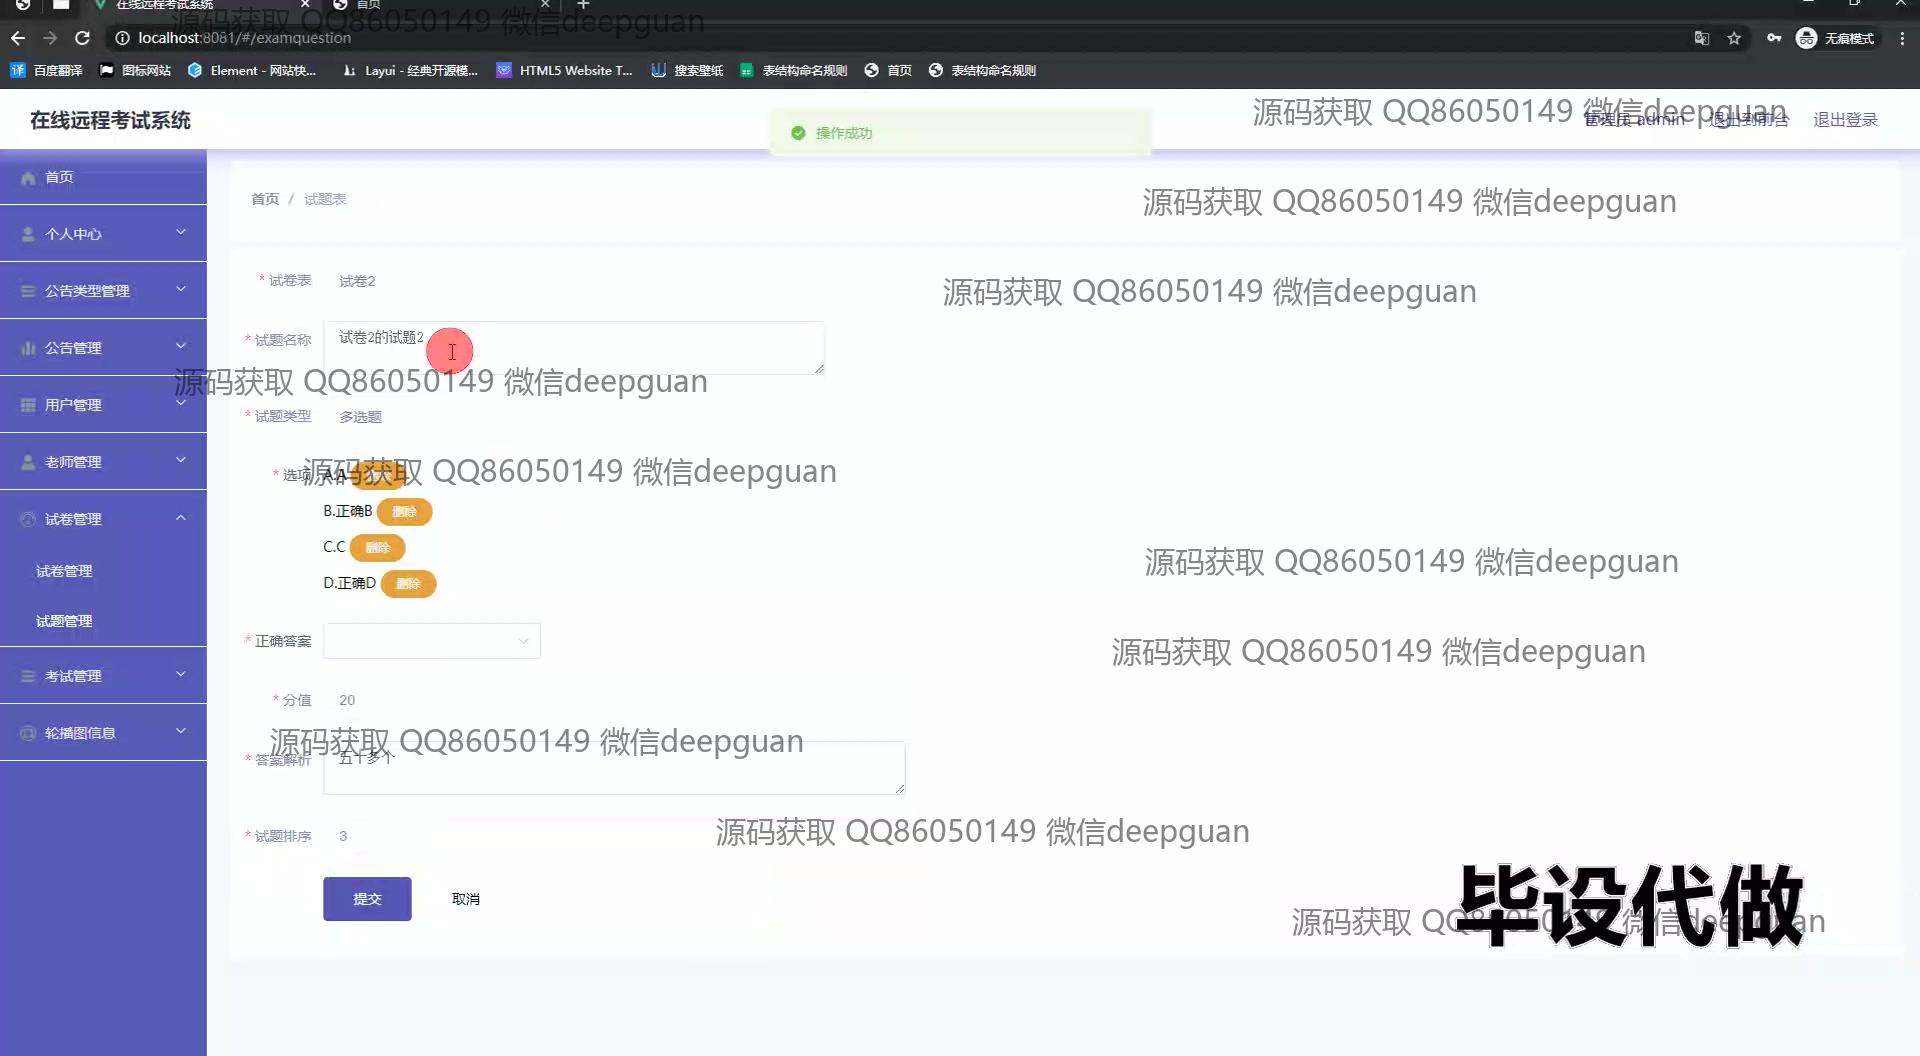 在线远程考试系统
首页
源码获取 QQ86050149 微信deepguan
localhost:8081/#/examquestion
无痕模式
百度翻译
图标网站
Element - 网站快...
Layui - 经典开源模...
HTML5 Website T...
搜索壁纸
表结构命名规则
首页
表结构命名规则
在线远程考试系统
操作成功
源码获取 QQ86050149 微信deepguan
管理员 admin
退出到前台
退出登录
首页
个人中心
公告类型管理
公告管理
用户管理
老师管理
试卷管理
试卷管理
试题管理
考试管理
轮播图信息
首页 / 试题表
源码获取 QQ86050149 微信deepguan
* 试卷表 试卷2
源码获取 QQ86050149 微信deepguan
* 试题名称 试卷2的试题2
源码获取 QQ86050149 微信deepguan
* 试题类型 多选题
* 选项 A.A
源码获取 QQ86050149 微信deepguan
B.正确B 删除
C.C 删除
D.正确D 删除
源码获取 QQ86050149 微信deepguan
* 正确答案
源码获取 QQ86050149 微信deepguan
* 分值 20
源码获取 QQ86050149 微信deepguan
* 答案解析 五十多个
* 试题排序 3
源码获取 QQ86050149 微信deepguan
提交 取消
源码获取 QQ86050149 微信deepguan
毕设代做